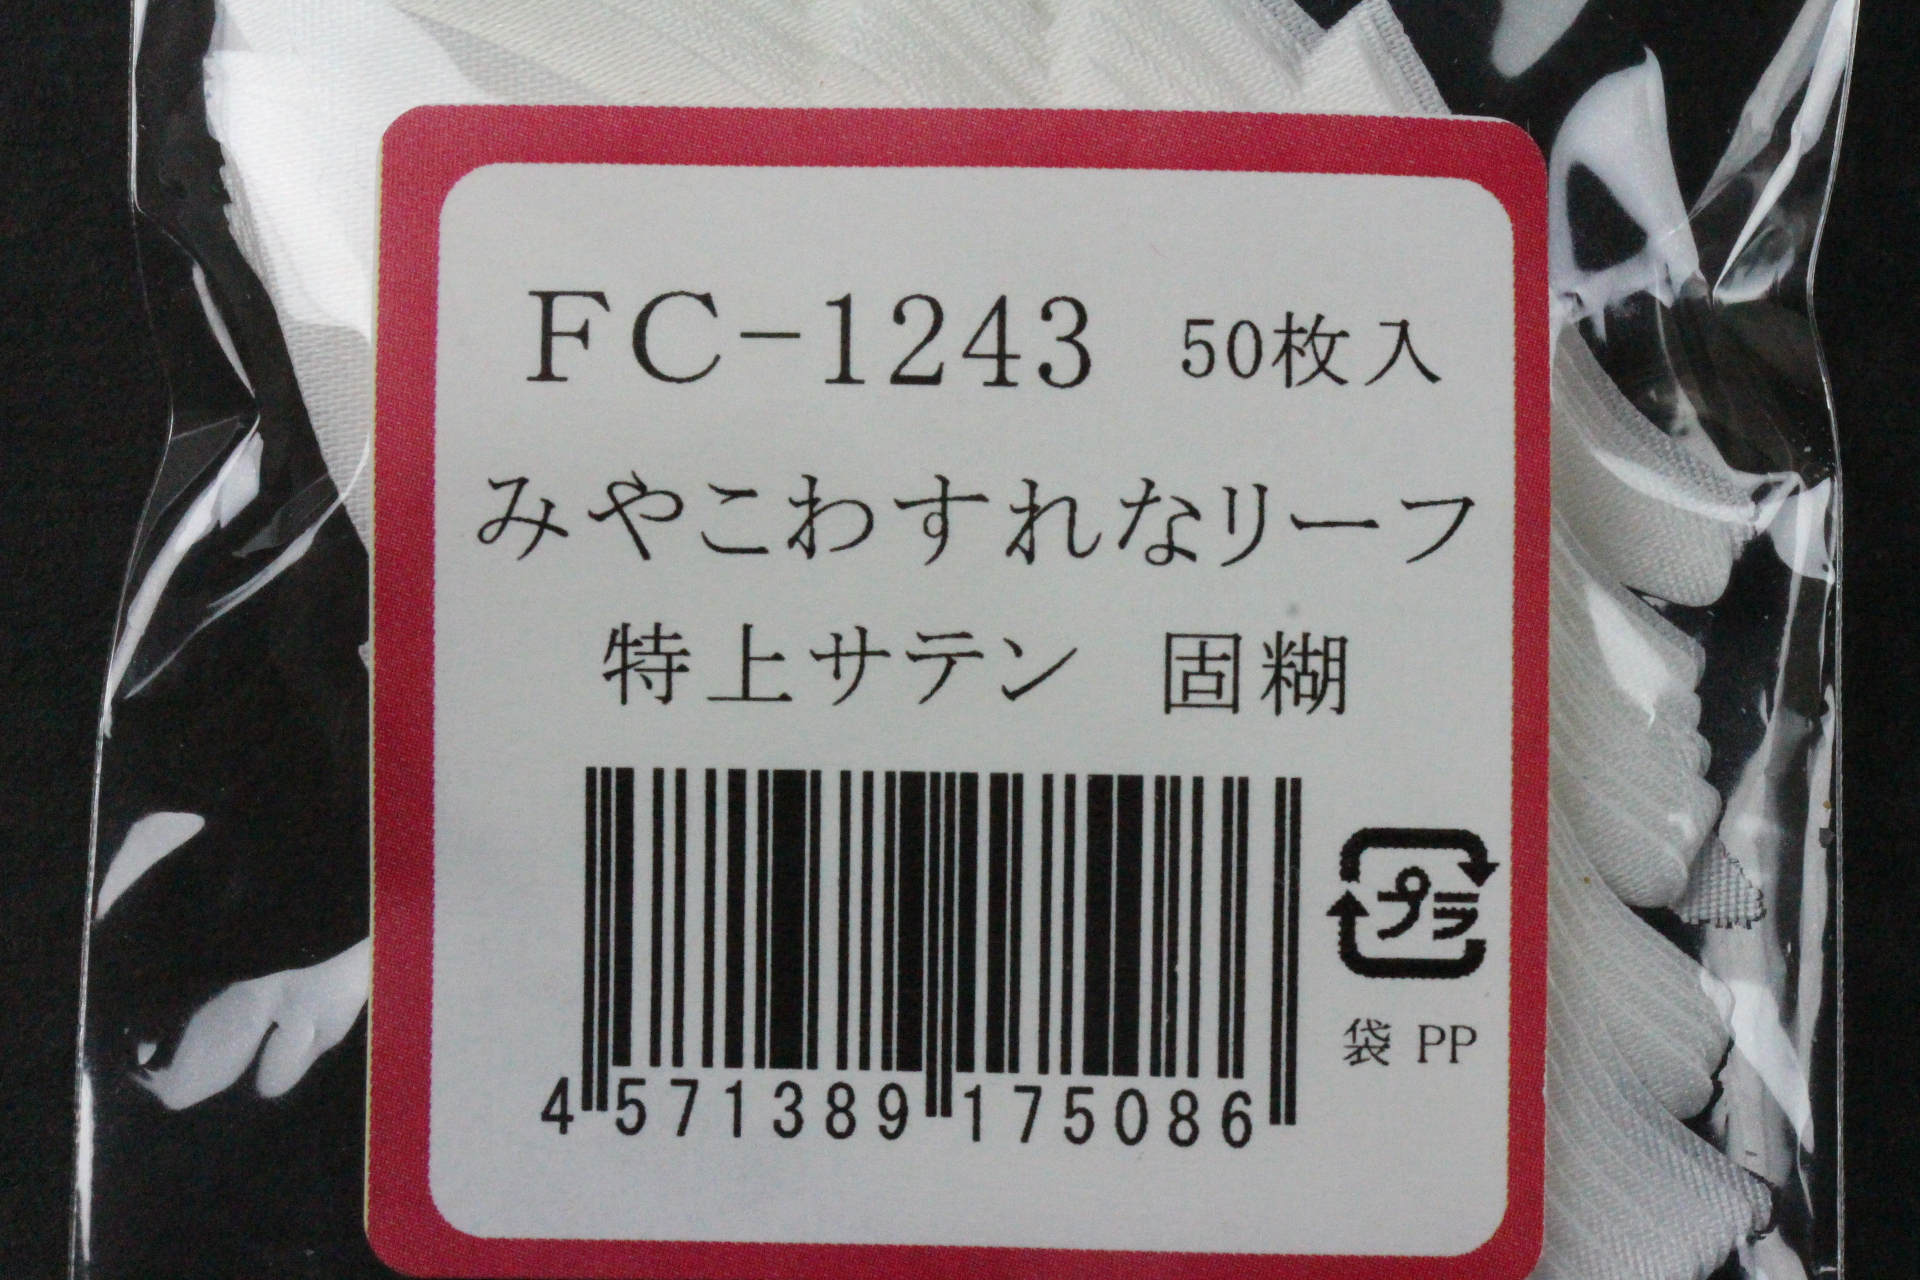 FC-1243 50枚入
みやこわすれなリーフ
特上サテン 固糊
プラ
袋 PP
4 571389 175086